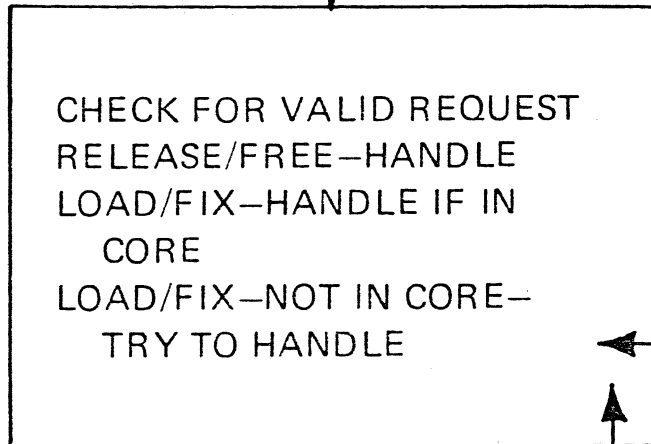 CHECK FOR VALID REQUEST
RELEASE/FREE–HANDLE
LOAD/FIX–HANDLE IF IN
CORE
LOAD/FIX–NOT IN CORE–
TRY TO HANDLE